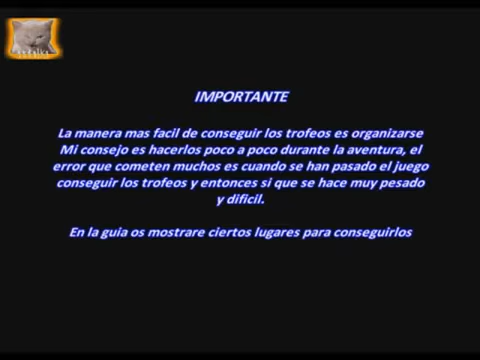 IMPORTANTE
La manera mas facil de conseguir los trofeos es organizarse
Mi consejo es hacerlos poco a poco durante la aventura, el
error que cometen muchos es cuando se han pasado el juego
conseguir los trofeos y entonces si que se hace muy pesado
y dificil.
En la guia os mostrare ciertos lugares para conseguirlos